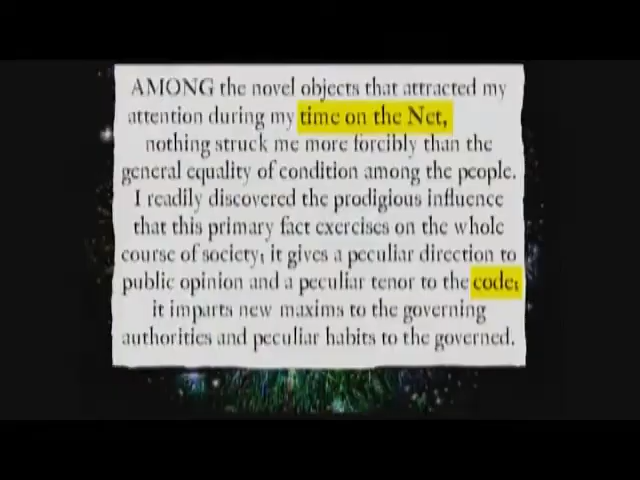 AMONG the novel objects that attracted my
attention during my time on the Net,
nothing struck me more forcibly than the
general equality of condition among the people.
I readily discovered the prodigious influence
that this primary fact exercises on the whole
course of society; it gives a peculiar direction to
public opinion and a peculiar tenor to the code;
it imparts new maxims to the governing
authorities and peculiar habits to the governed.